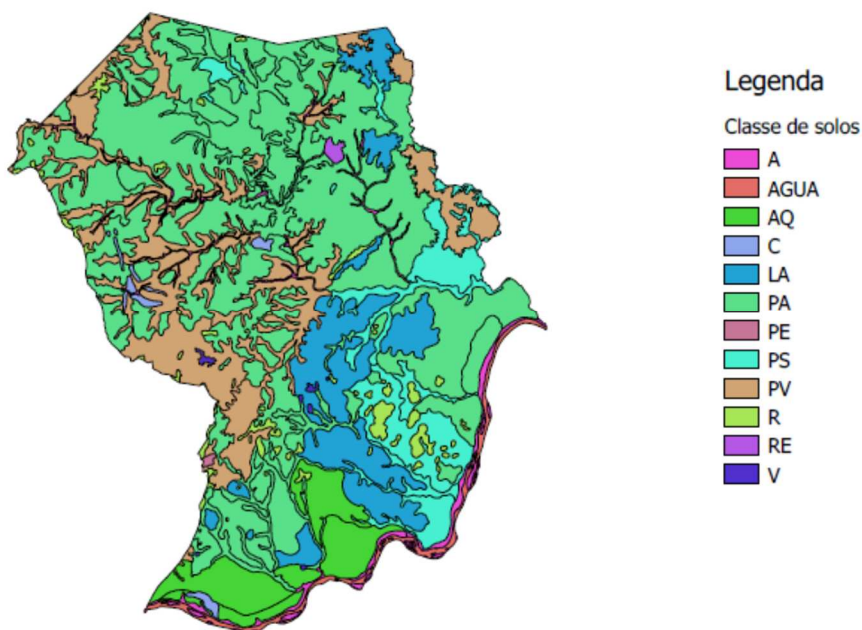 Legenda
Classe de solos
A
AGUA
AQ
C
LA
PA
PE
PS
PV
R
RE
V